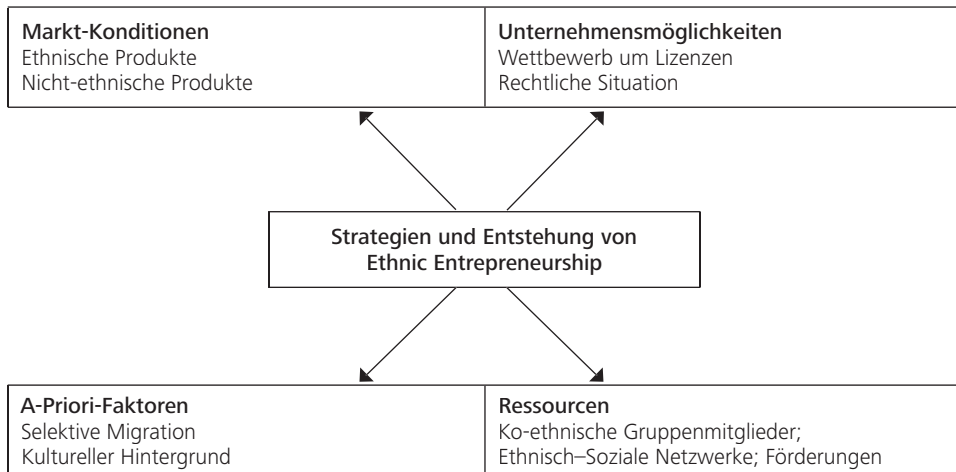 Markt-Konditionen
Ethnische Produkte
Nicht-ethnische Produkte
Unternehmensmöglichkeiten
Wettbewerb um Lizenzen
Rechtliche Situation
Strategien und Entstehung von
Ethnic Entrepreneurship
A-Priori-Faktoren
Selektive Migration
Kultureller Hintergrund
Ressourcen
Ko-ethnische Gruppenmitglieder;
Ethnisch–Soziale Netzwerke; Förderungen